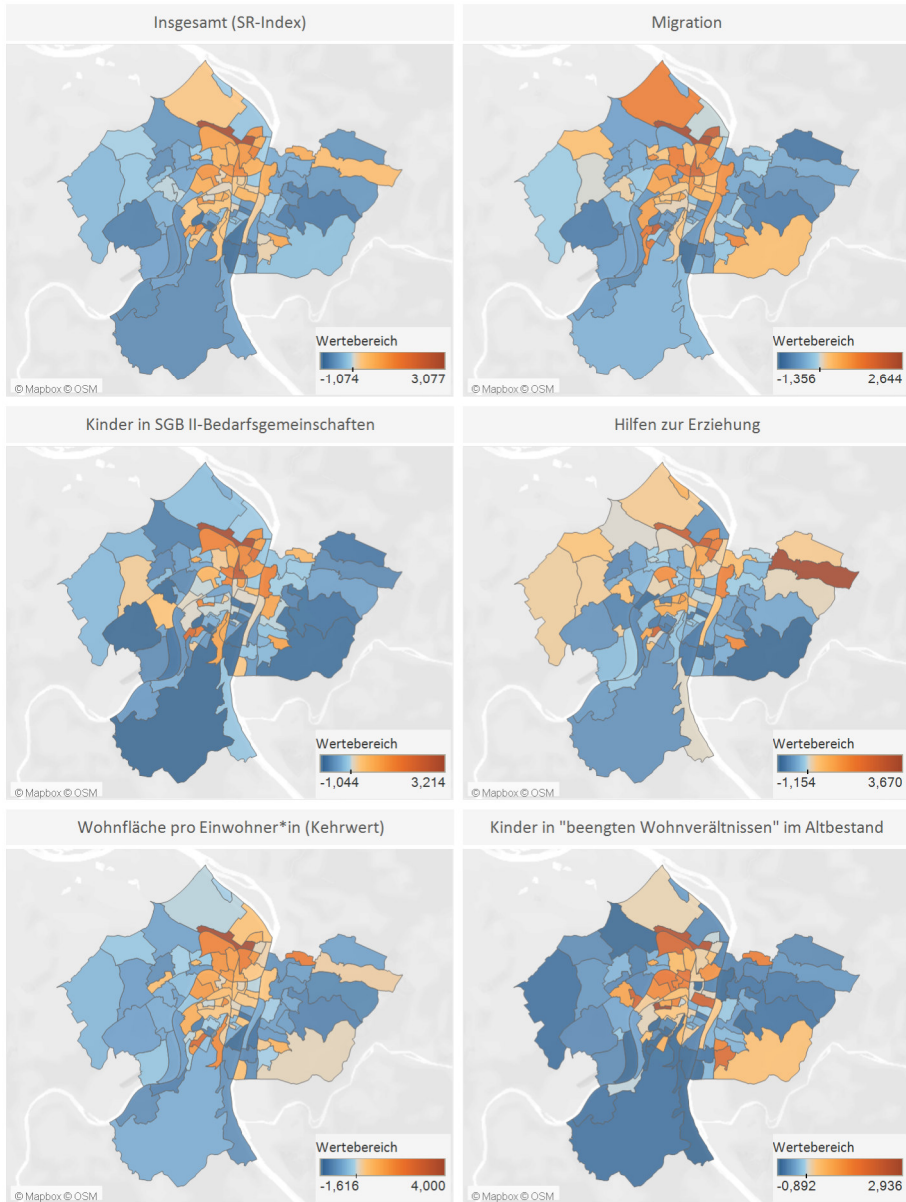 Insgesamt (SR-Index)
Migration
Wertebereich
-1,074 3,077
© Mapbox © OSM
Wertebereich
-1,356 2,644
© Mapbox © OSM
Kinder in SGB II-Bedarfsgemeinschaften
Hilfen zur Erziehung
Wertebereich
-1,044 3,214
© Mapbox © OSM
Wertebereich
-1,154 3,670
© Mapbox © OSM
Wohnfläche pro Einwohner*in (Kehrwert)
Kinder in "beengten Wohnverältnissen" im Altbestand
Wertebereich
-1,616 4,000
© Mapbox © OSM
Wertebereich
-0,892 2,936
© Mapbox © OSM